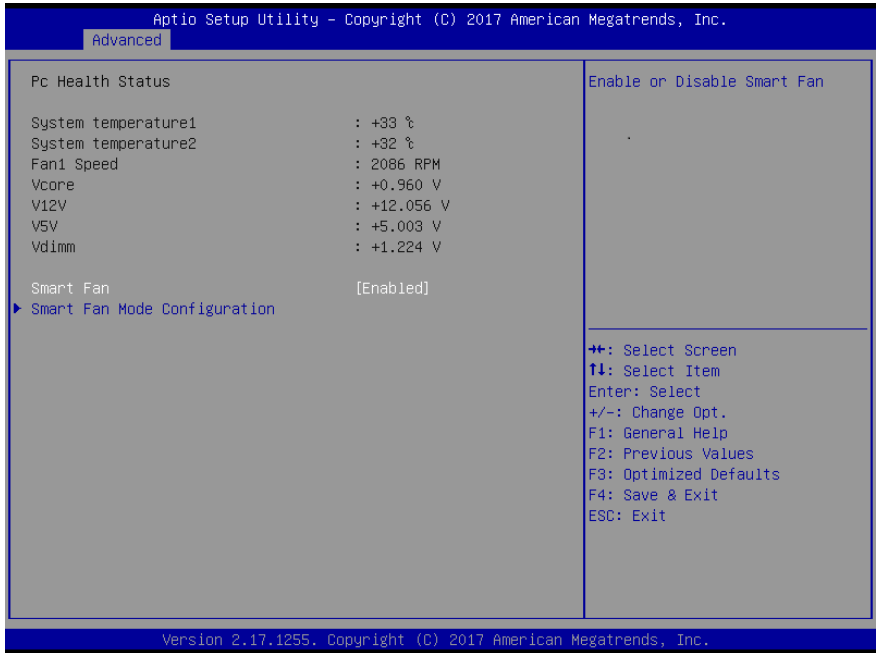 Aptio Setup Utility – Copyright (C) 2017 American Megatrends, Inc.
Advanced
Pc Health Status
Enable or Disable Smart Fan
System temperature1 : +33 ℃
System temperature2 : +32 ℃
Fan1 Speed : 2086 RPM
Vcore : +0.960 V
V12V : +12.056 V
V5V : +5.003 V
Vdimm : +1.224 V
Smart Fan [Enabled]
Smart Fan Mode Configuration
→←: Select Screen
↑↓: Select Item
Enter: Select
+/-: Change Opt.
F1: General Help
F2: Previous Values
F3: Optimized Defaults
F4: Save & Exit
ESC: Exit
Version 2.17.1255. Copyright (C) 2017 American Megatrends, Inc.